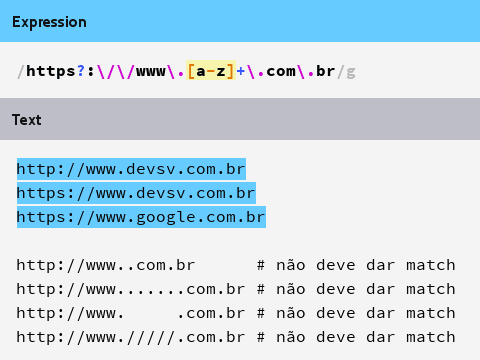 Expression
/https?:\/\/www\.[a-z]+\.com\.br/g
Text
http://www.devsv.com.br
https://www.devsv.com.br
https://www.google.com.br
http://www..com.br      # não deve dar match
http://www.......com.br # não deve dar match
http://www.     .com.br # não deve dar match
http://www./////.com.br # não deve dar match